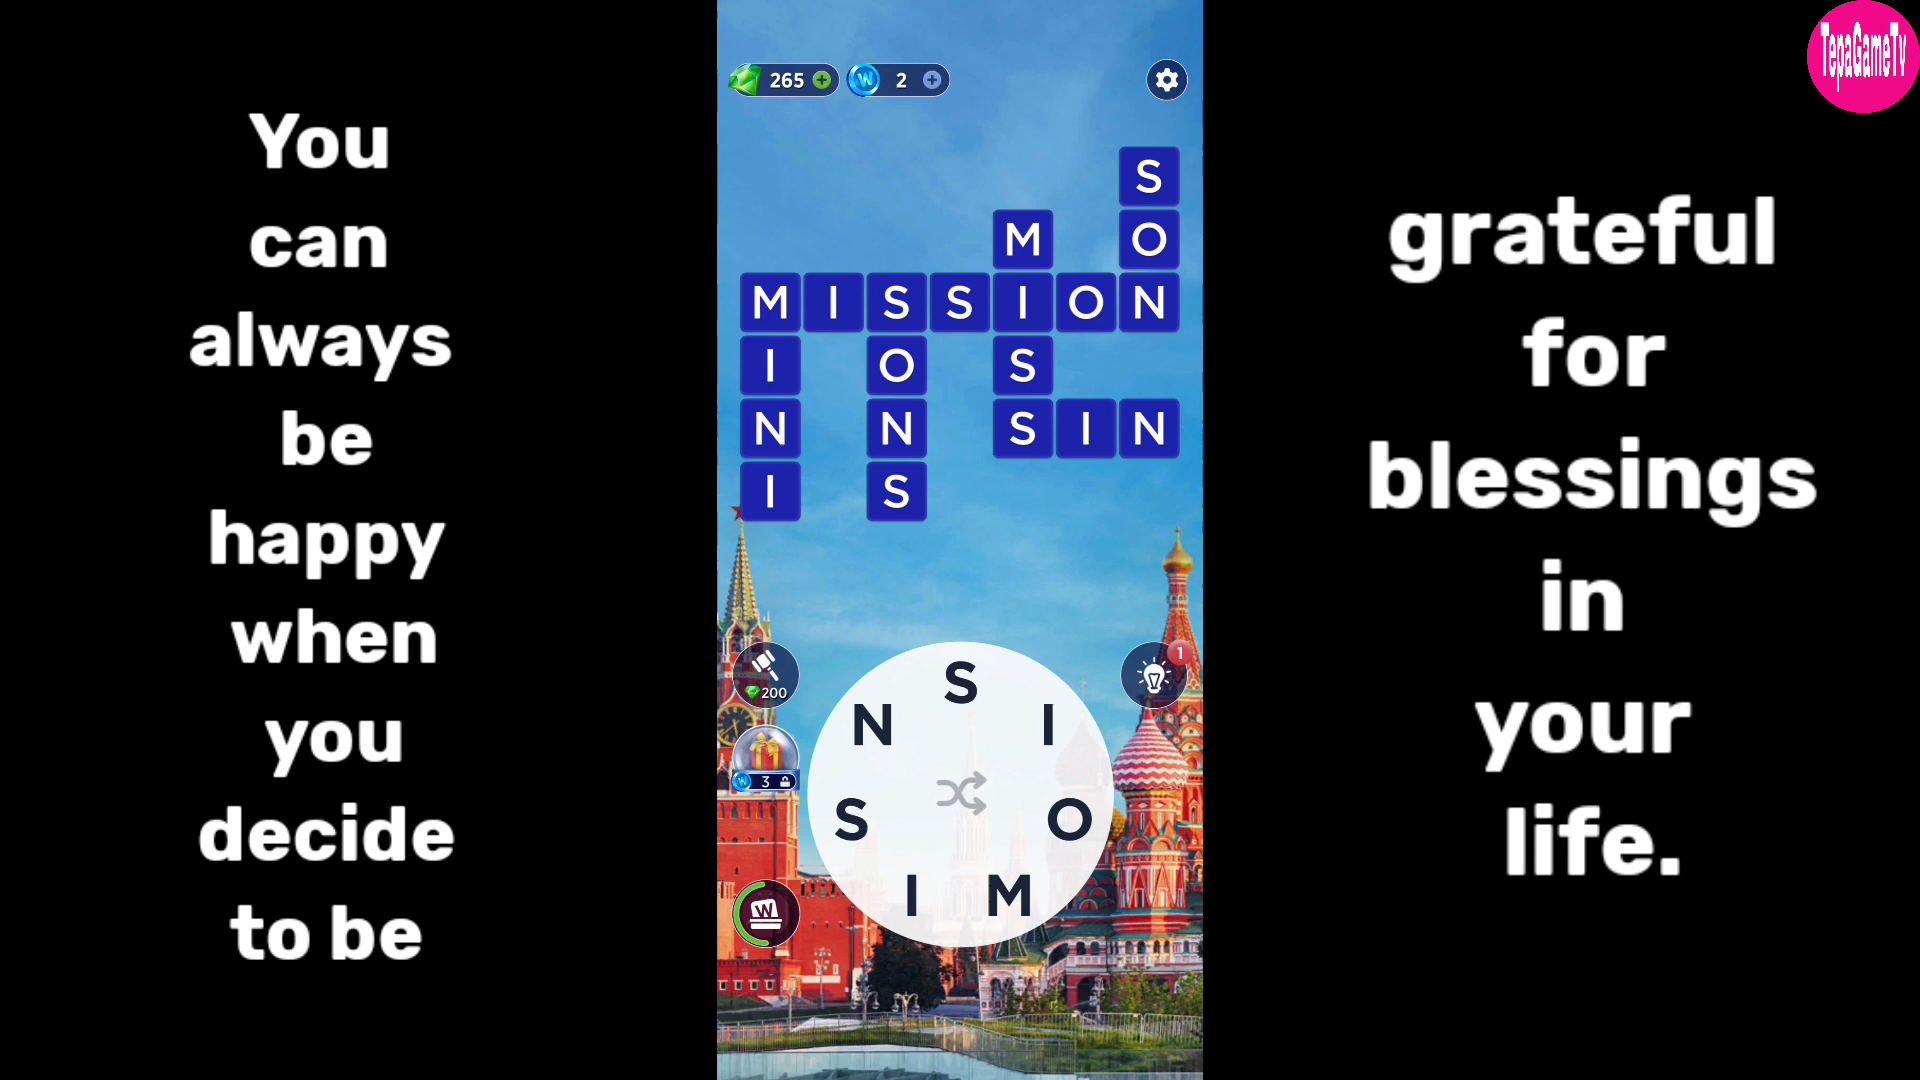 You
can
always
be
happy
when
you
decide
to be
265
2
S
M O
MISSION
I O S
N N SIN
I S
1
200
3
W
S
N I
S O
I M
grateful
for
blessings
in
your
life.
TepaGameTv